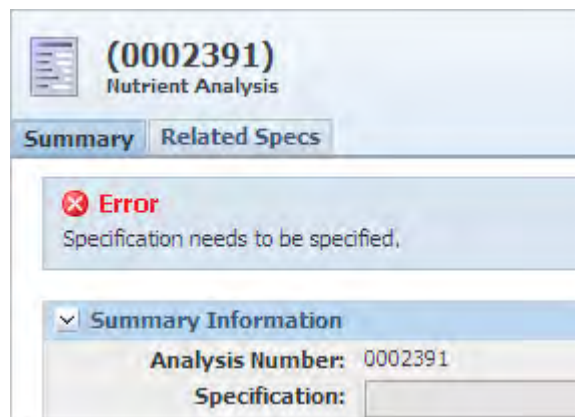 (0002391)
Nutrient Analysis
Summary Related Specs
Error
Specification needs to be specified.
Summary Information
Analysis Number: 0002391
Specification: